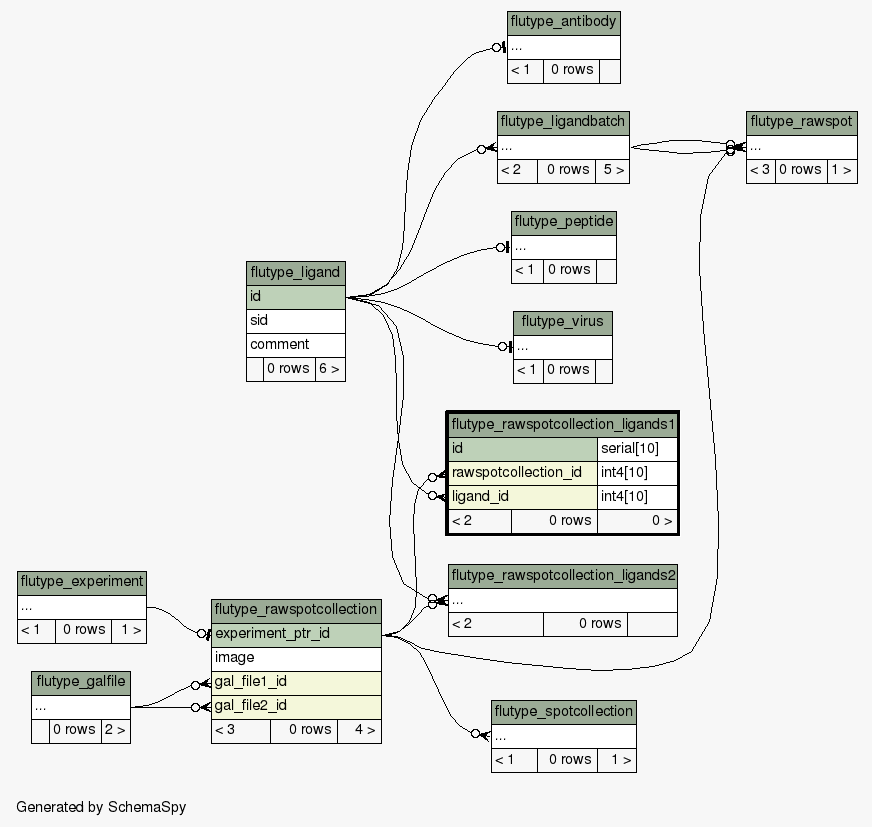 flutype_antibody
...
< 1 0 rows
flutype_ligandbatch
...
< 2 0 rows 5 >
flutype_rawspot
...
< 3 0 rows 1 >
flutype_peptide
...
< 1 0 rows
flutype_ligand
id
sid
comment
0 rows 6 >
flutype_virus
...
< 1 0 rows
flutype_rawspotcollection_ligands1
id serial[10]
rawspotcollection_id int4[10]
ligand_id int4[10]
< 2 0 rows 0 >
flutype_rawspotcollection_ligands2
...
< 2 0 rows
flutype_experiment
...
< 1 0 rows 1 >
flutype_rawspotcollection
experiment_ptr_id
image
gal_file1_id
gal_file2_id
< 3 0 rows 4 >
flutype_galfile
...
0 rows 2 >
flutype_spotcollection
...
< 1 0 rows 1 >
Generated by SchemaSpy